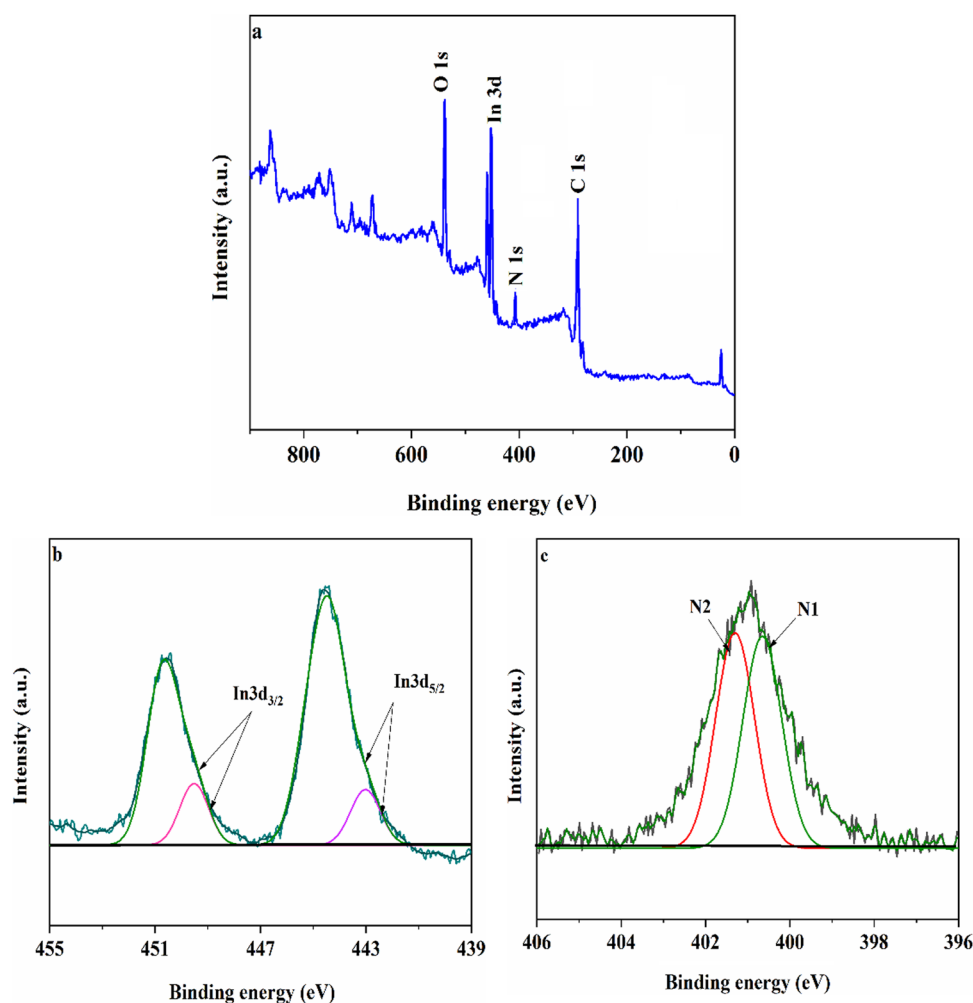 a
O 1s
In 3d
N 1s
C 1s
Intensity (a.u.)
800 600 400 200 0
Binding energy (eV)
b
In3d3/2
In3d5/2
Intensity (a.u.)
455 451 447 443 439
Binding energy (eV)
c
N2
N1
Intensity (a.u.)
406 404 402 400 398 396
Binding energy (eV)